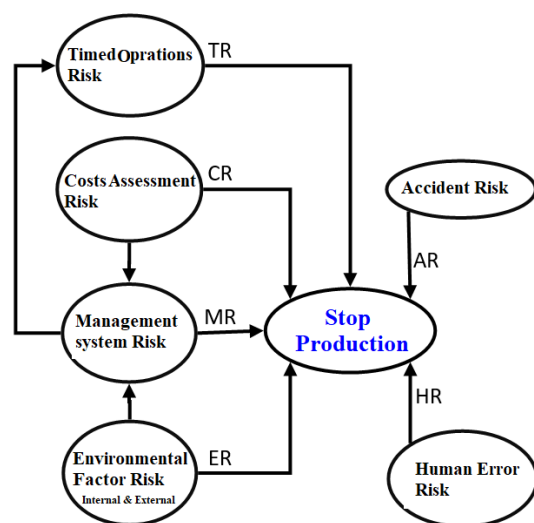 Timed Oprations
Risk
TR
Costs Assessment
Risk
CR
Accident Risk
AR
Management
system Risk
MR
Stop
Production
HR
Environmental
Factor Risk
Internal & External
ER
Human Error
Risk